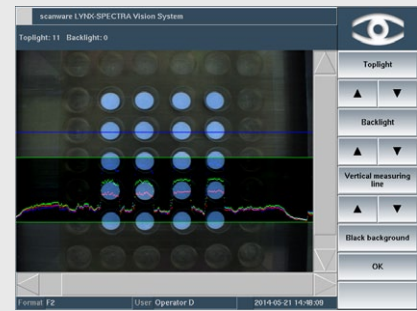 scanware LYNX-SPECTRA Vision System
Toplight: 11 Backlight: 0
Toplight
Backlight
Vertical measuring
line
Black background
OK
Format F2 User Operator D 2014-05-21 14:48:09